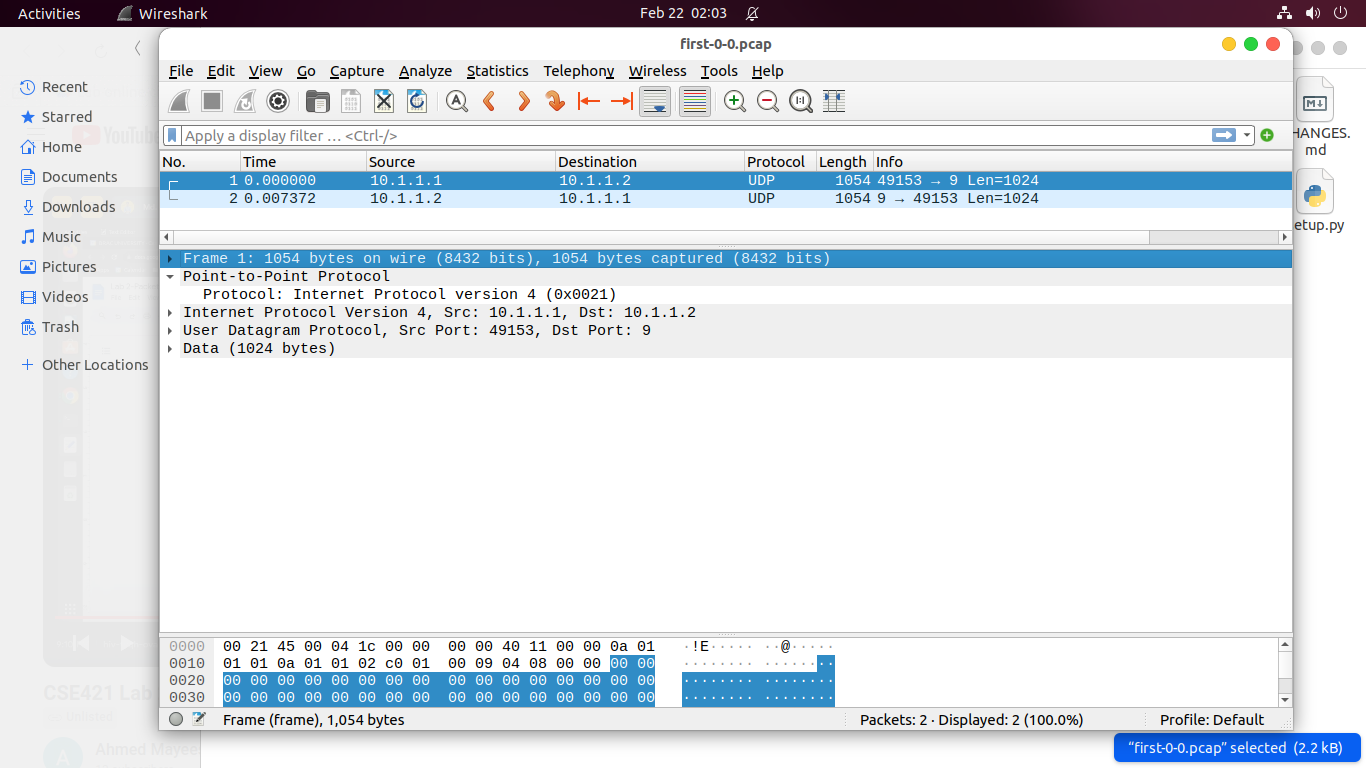 Activities Wireshark Feb 22 02:03
first-0-0.pcap
File Edit View Go Capture Analyze Statistics Telephony Wireless Tools Help
Apply a display filter … <Ctrl-/>
No. Time Source Destination Protocol Length Info
1 0.000000 10.1.1.1 10.1.1.2 UDP 1054 49153 → 9 Len=1024
2 0.007372 10.1.1.2 10.1.1.1 UDP 1054 9 → 49153 Len=1024
Frame 1: 1054 bytes on wire (8432 bits), 1054 bytes captured (8432 bits)
Point-to-Point Protocol
Protocol: Internet Protocol version 4 (0x0021)
Internet Protocol Version 4, Src: 10.1.1.1, Dst: 10.1.1.2
User Datagram Protocol, Src Port: 49153, Dst Port: 9
Data (1024 bytes)
0000 00 21 45 00 04 1c 00 00 00 00 40 11 00 00 0a 01 ·!E····· ··@·····
0010 01 01 0a 01 01 02 c0 01 00 09 04 08 00 00 00 00 ········ ········
0020 00 00 00 00 00 00 00 00 00 00 00 00 00 00 00 00 ········ ········
0030 00 00 00 00 00 00 00 00 00 00 00 00 00 00 00 00 ········ ········
Frame (frame), 1,054 bytes Packets: 2 · Displayed: 2 (100.0%) Profile: Default
Recent
Starred
Home
Documents
Downloads
Music
Pictures
Videos
Trash
Other Locations
YouTube
CSE421 Lab
Unlisted
A
Ahmed Mayee
HANGES.
md
etup.py
“first-0-0.pcap” selected (2.2 kB)